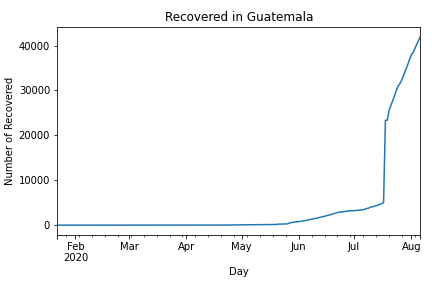 Recovered in Guatemala
Number of Recovered
40000
30000
20000
10000
0
Feb Mar Apr May Jun Jul Aug
2020
Day